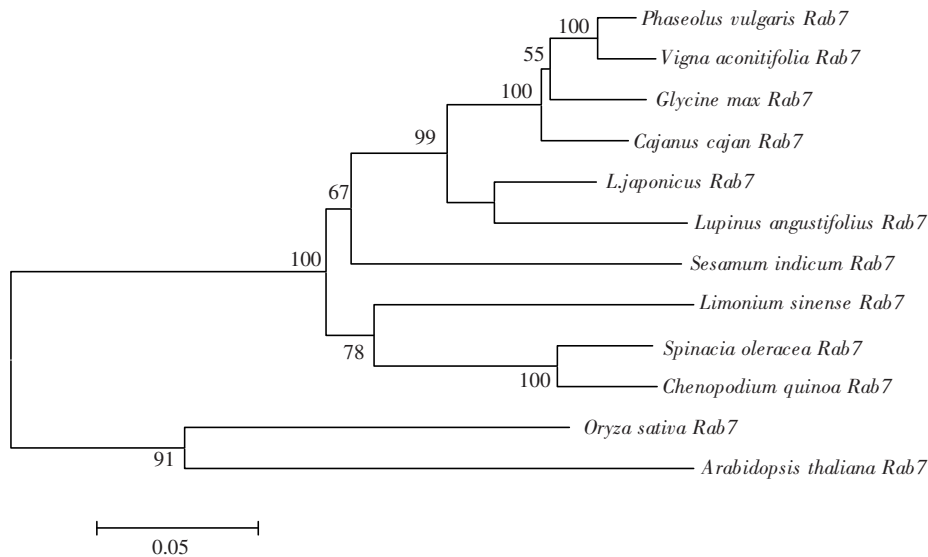 Phaseolus vulgaris Rab7
100
Vigna aconitifolia Rab7
55
Glycine max Rab7
100
Cajanus cajan Rab7
99
L.japonicus Rab7
67
Lupinus angustifolius Rab7
100
Sesamum indicum Rab7
Limonium sinense Rab7
78
Spinacia oleracea Rab7
100
Chenopodium quinoa Rab7
Oryza sativa Rab7
91
Arabidopsis thaliana Rab7
0.05